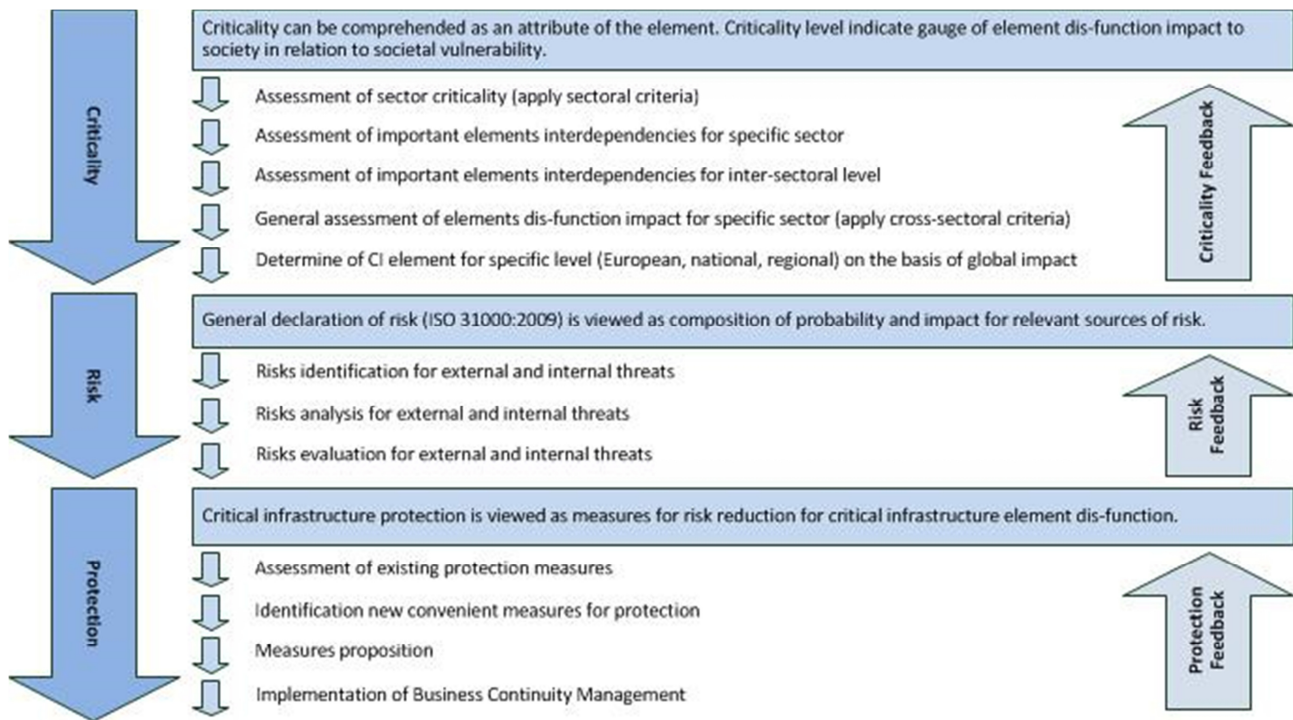 Criticality
Criticality can be comprehended as an attribute of the element. Criticality level indicate gauge of element dis-function impact to
society in relation to societal vulnerability.
Assessment of sector criticality (apply sectoral criteria)
Assessment of important elements interdependencies for specific sector
Assessment of important elements interdependencies for inter-sectoral level
General assessment of elements dis-function impact for specific sector (apply cross-sectoral criteria)
Determine of CI element for specific level (European, national, regional) on the basis of global impact
Criticality Feedback
Risk
General declaration of risk (ISO 31000:2009) is viewed as composition of probability and impact for relevant sources of risk.
Risks identification for external and internal threats
Risks analysis for external and internal threats
Risks evaluation for external and internal threats
Risk
Feedback
Protection
Critical infrastructure protection is viewed as measures for risk reduction for critical infrastructure element dis-function.
Assessment of existing protection measures
Identification new convenient measures for protection
Measures proposition
Implementation of Business Continuity Management
Protection
Feedback